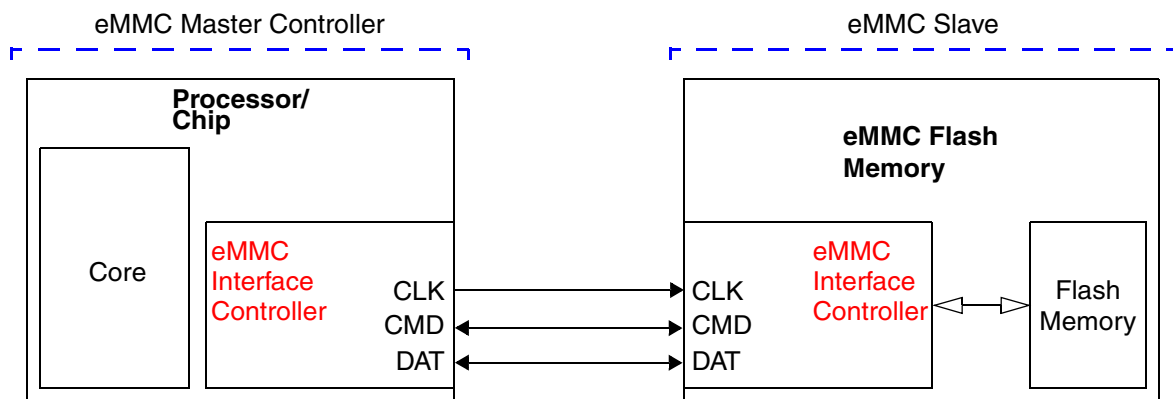 eMMC Master Controller
eMMC Slave
Processor/
Chip
eMMC Flash
Memory
Core
eMMC
Interface
Controller
CLK
CMD
DAT
CLK
CMD
DAT
eMMC
Interface
Controller
Flash
Memory